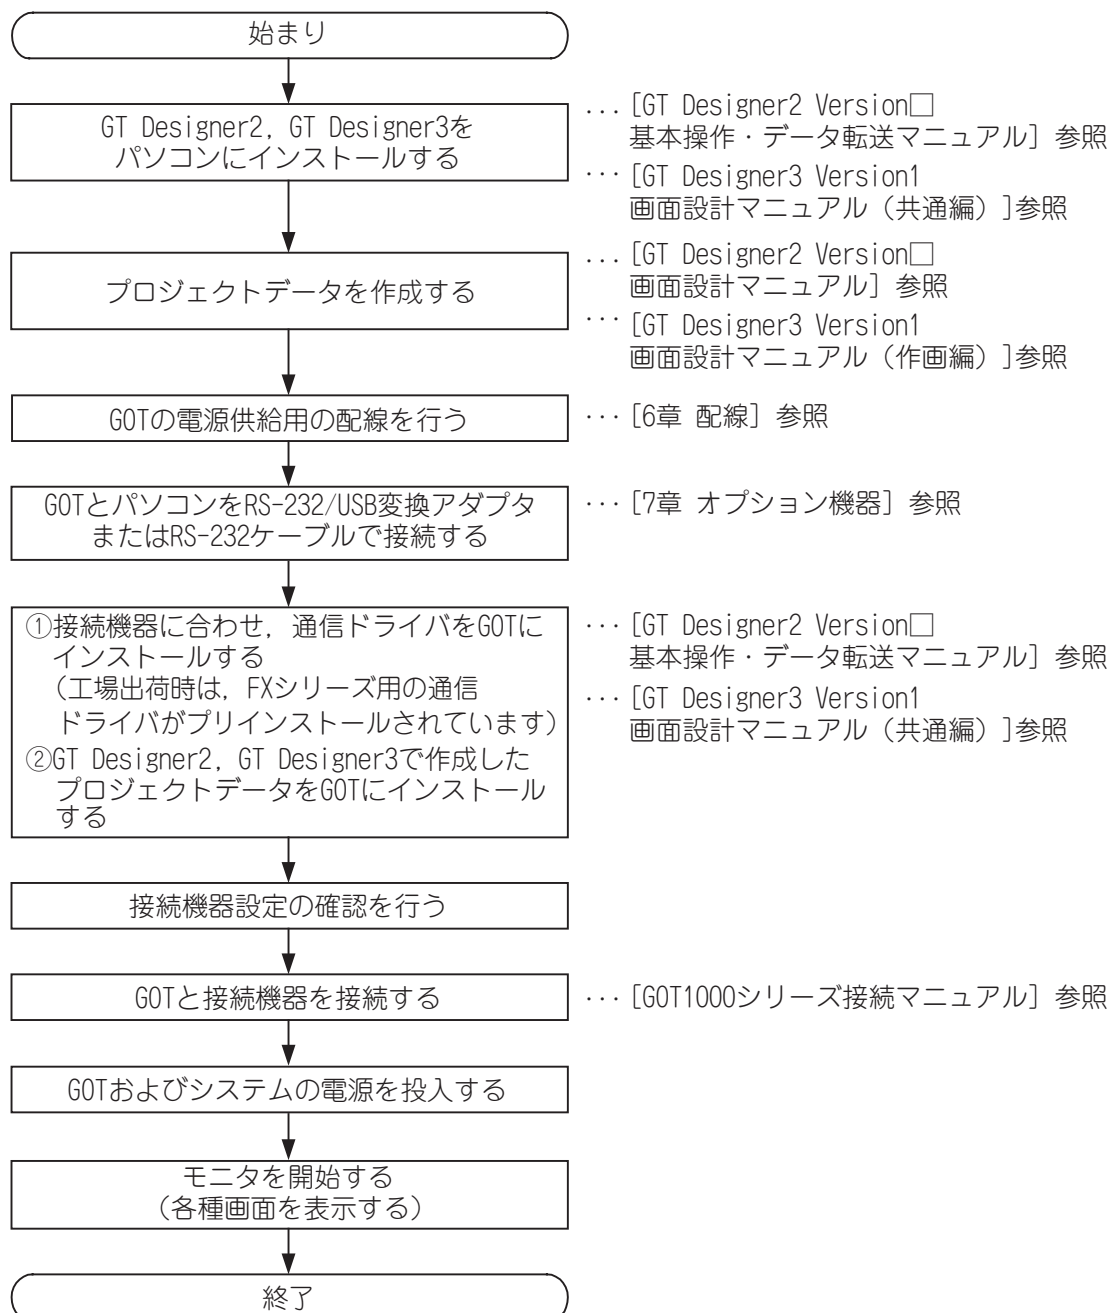 始まり
GT Designer2, GT Designer3を
パソコンにインストールする
... [GT Designer2 Version□
基本操作・データ転送マニュアル] 参照
... [GT Designer3 Version1
画面設計マニュアル（共通編）]参照
プロジェクトデータを作成する
... [GT Designer2 Version□
画面設計マニュアル] 参照
... [GT Designer3 Version1
画面設計マニュアル（作画編）]参照
GOTの電源供給用の配線を行う
... [6章 配線] 参照
GOTとパソコンをRS-232/USB変換アダプタ
またはRS-232ケーブルで接続する
... [7章 オプション機器] 参照
①接続機器に合わせ, 通信ドライバをGOTに
インストールする
（工場出荷時は, FXシリーズ用の通信
ドライバがプリインストールされています）
②GT Designer2, GT Designer3で作成した
プロジェクトデータをGOTにインストール
する
... [GT Designer2 Version□
基本操作・データ転送マニュアル] 参照
... [GT Designer3 Version1
画面設計マニュアル（共通編）]参照
接続機器設定の確認を行う
GOTと接続機器を接続する
... [GOT1000シリーズ接続マニュアル] 参照
GOTおよびシステムの電源を投入する
モニタを開始する
（各種画面を表示する）
終了